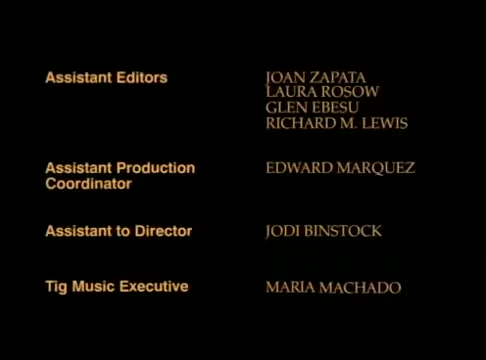 Assistant Editors JOAN ZAPATA
LAURA ROSOW
GLEN EBESU
RICHARD M. LEWIS
Assistant Production EDWARD MARQUEZ
Coordinator
Assistant to Director JODI BINSTOCK
Tig Music Executive MARIA MACHADO